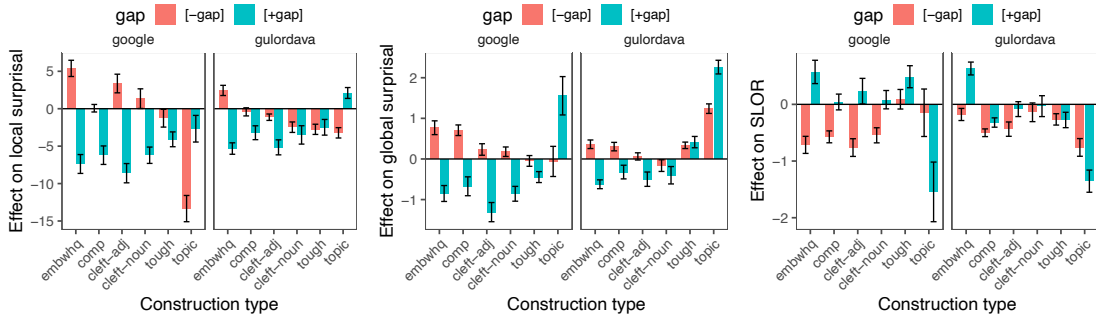 gap [−gap] [+gap]
google gulordava
Effect on local surprisal
5
0
−5
−10
−15
embwhq comp cleft−adj cleft−noun tough topic embwhq comp cleft−adj cleft−noun tough topic
Construction type
gap [−gap] [+gap]
google gulordava
Effect on global surprisal
2
1
0
−1
embwhq comp cleft−adj cleft−noun tough topic embwhq comp cleft−adj cleft−noun tough topic
Construction type
gap [−gap] [+gap]
google gulordava
Effect on SLOR
0
−1
−2
embwhq comp cleft−adj cleft−noun tough topic embwhq comp cleft−adj cleft−noun tough topic
Construction type